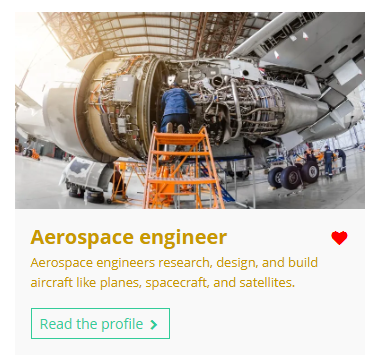 Aerospace engineer
Aerospace engineers research, design, and build
aircraft like planes, spacecraft, and satellites.
Read the profile